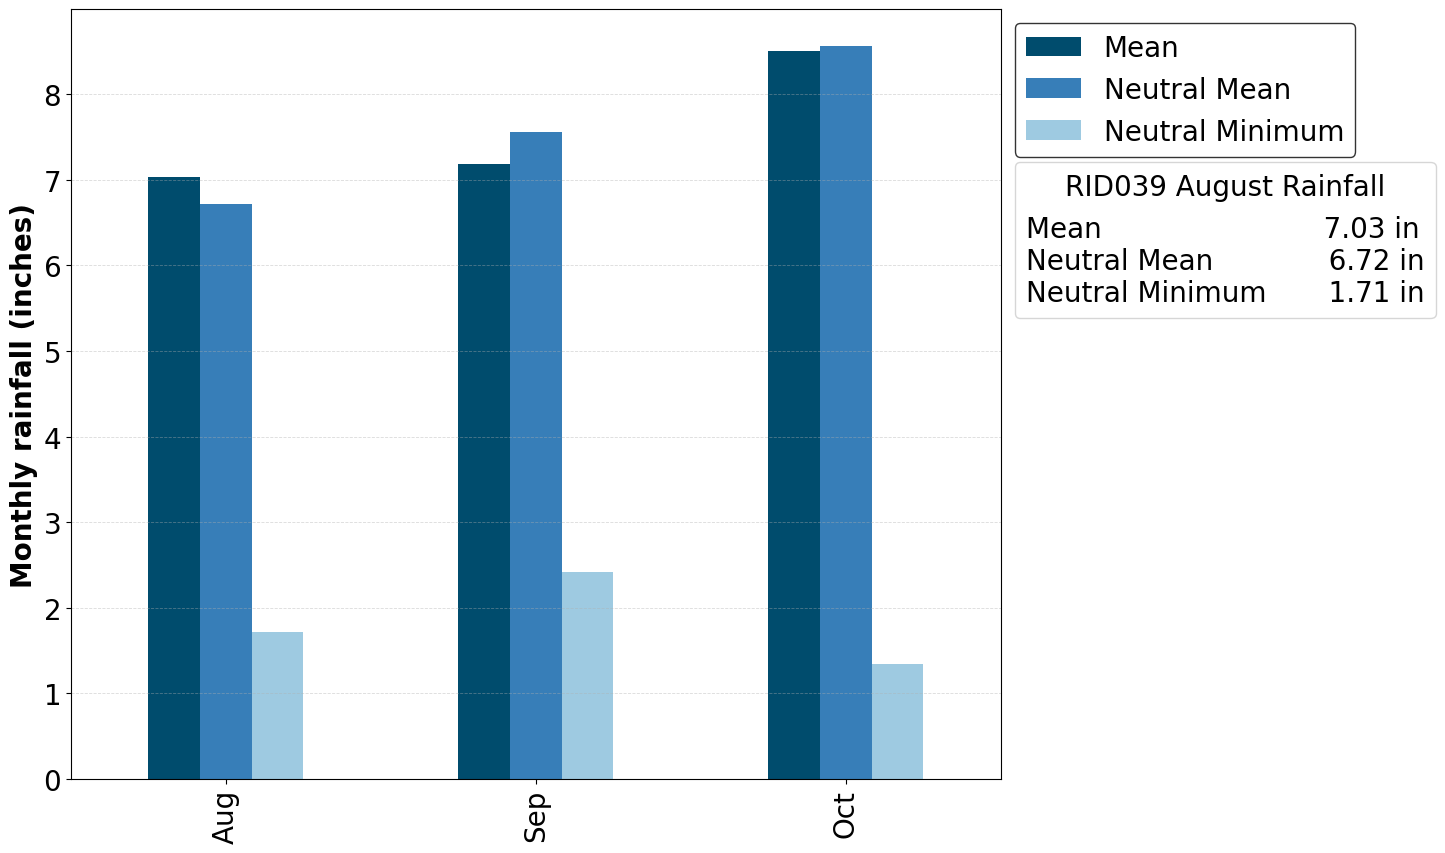 Monthly rainfall (inches)
8
7
6
5
4
3
2
1
0
Aug
Sep
Oct
Mean
Neutral Mean
Neutral Minimum
RID039 August Rainfall
Mean 7.03 in
Neutral Mean 6.72 in
Neutral Minimum 1.71 in